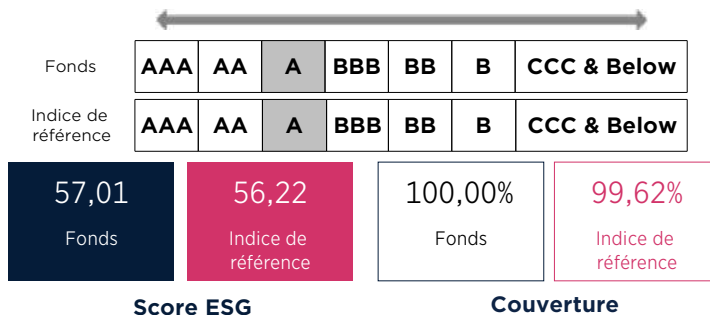 Fonds AAA AA A BBB BB B CCC & Below
Indice de
référence AAA AA A BBB BB B CCC & Below
57,01 56,22 100,00% 99,62%
Fonds Indice de Fonds Indice de
référence référence
Score ESG Couverture